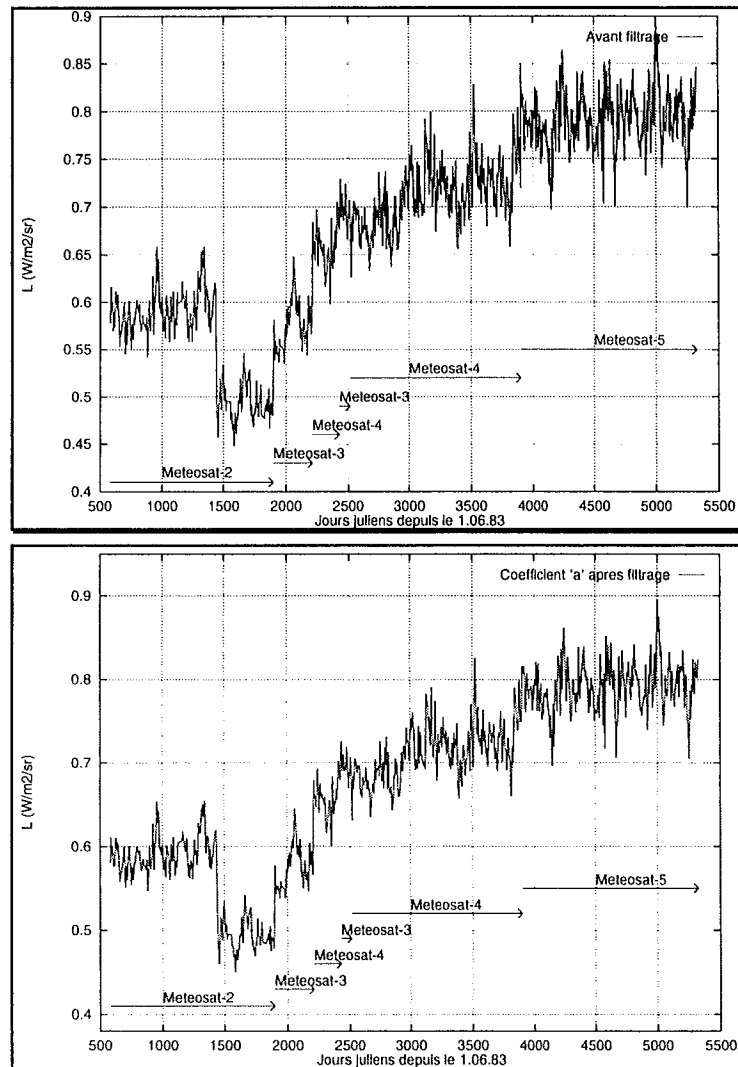 0.9
Avant filtrage
0.85
0.8
0.75
0.7
0.65
L (W/m2/sr)
0.6
0.55
Meteosat-5
Meteosat-4
0.5
Meteosat-3
Meteosat-4
0.45
Meteosat-3
Meteosat-2
0.4
500 1000 1500 2000 2500 3000 3500 4000 4500 5000 5500
Jours juliens depuis le 1.06.83
Coefficient 'a' apres filtrage
0.9
0.8
L (W/m2/sr)
0.7
0.6
Meteosat-5
Meteosat-4
0.5
Meteosat-3
Meteosat-4
Meteosat-3
Meteosat-2
0.4
500 1000 1500 2000 2500 3000 3500 4000 4500 5000 5500
Jours juliens depuis le 1.06.83